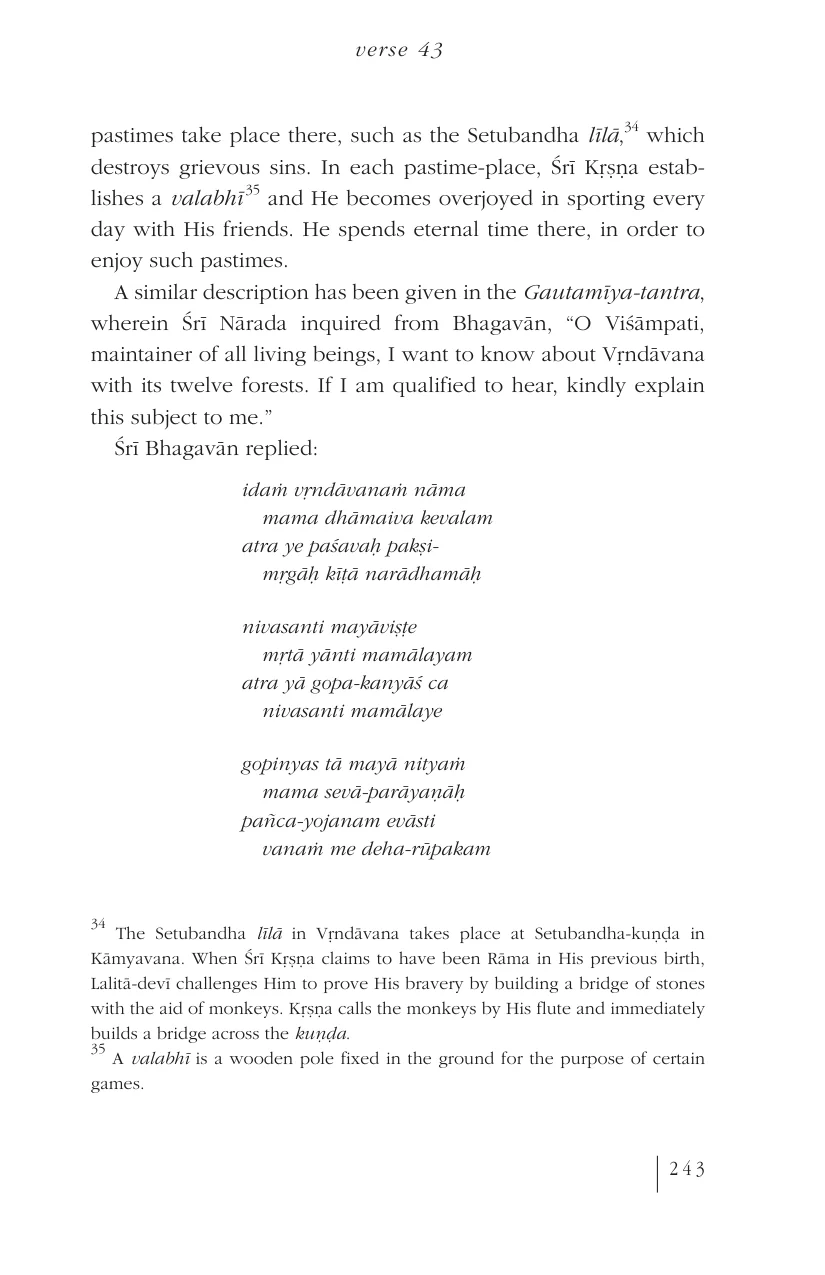 verse 43
pastimes take place there, such as the Setubandha līlā,34 which
destroys grievous sins. In each pastime-place, Śrī Kṛṣṇa estab-
lishes a valabhī35 and He becomes overjoyed in sporting every
day with His friends. He spends eternal time there, in order to
enjoy such pastimes.
A similar description has been given in the Gautamīya-tantra,
wherein Śrī Nārada inquired from Bhagavān, “O Viśāmpati,
maintainer of all living beings, I want to know about Vṛndāvana
with its twelve forests. If I am qualified to hear, kindly explain
this subject to me.”
Śrī Bhagavān replied:
idaṁ vṛndāvanaṁ nāma
mama dhāmaiva kevalam
atra ye paśavaḥ pakṣi-
mṛgāḥ kīṭā narādhamāḥ
nivasanti mayāviṣṭe
mṛtā yānti mamālayam
atra yā gopa-kanyāś ca
nivasanti mamālaye
gopinyas tā mayā nityaṁ
mama sevā-parāyaṇāḥ
pañca-yojanam evāsti
vanaṁ me deha-rūpakam
34 The Setubandha līlā in Vṛndāvana takes place at Setubandha-kuṇḍa in
Kāmyavana. When Śrī Kṛṣṇa claims to have been Rāma in His previous birth,
Lalitā-devī challenges Him to prove His bravery by building a bridge of stones
with the aid of monkeys. Kṛṣṇa calls the monkeys by His flute and immediately
builds a bridge across the kuṇḍa.
35 A valabhī is a wooden pole fixed in the ground for the purpose of certain
games.
243